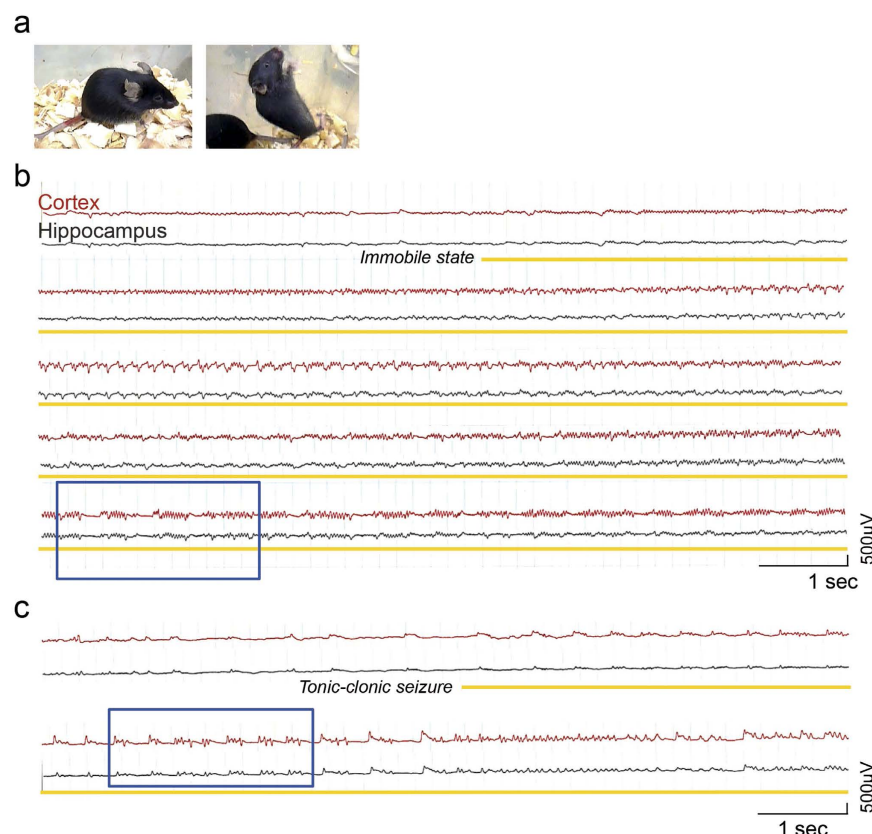 a
b
Cortex
Hippocampus
Immobile state
500µV
1 sec
c
Tonic-clonic seizure
500µV
1 sec